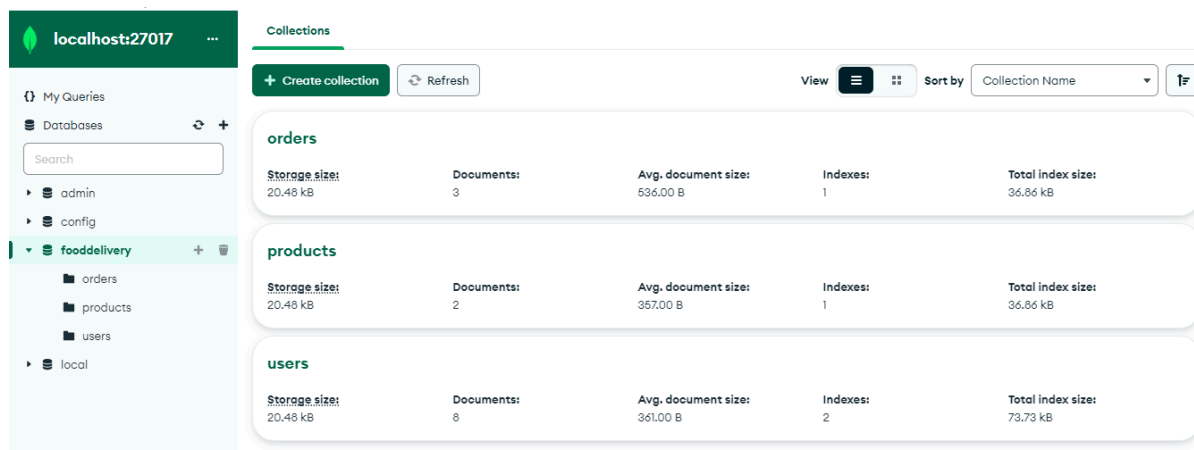 localhost:27017 ...
{} My Queries
Databases
Search
admin
config
fooddelivery
orders
products
users
local
Collections
+ Create collection
Refresh
View
Sort by
Collection Name
orders
Storage size: Documents: Avg. document size: Indexes: Total index size:
20.48 kB 3 536.00 B 1 36.86 kB
products
Storage size: Documents: Avg. document size: Indexes: Total index size:
20.48 kB 2 357.00 B 1 36.86 kB
users
Storage size: Documents: Avg. document size: Indexes: Total index size:
20.48 kB 8 361.00 B 2 73.73 kB